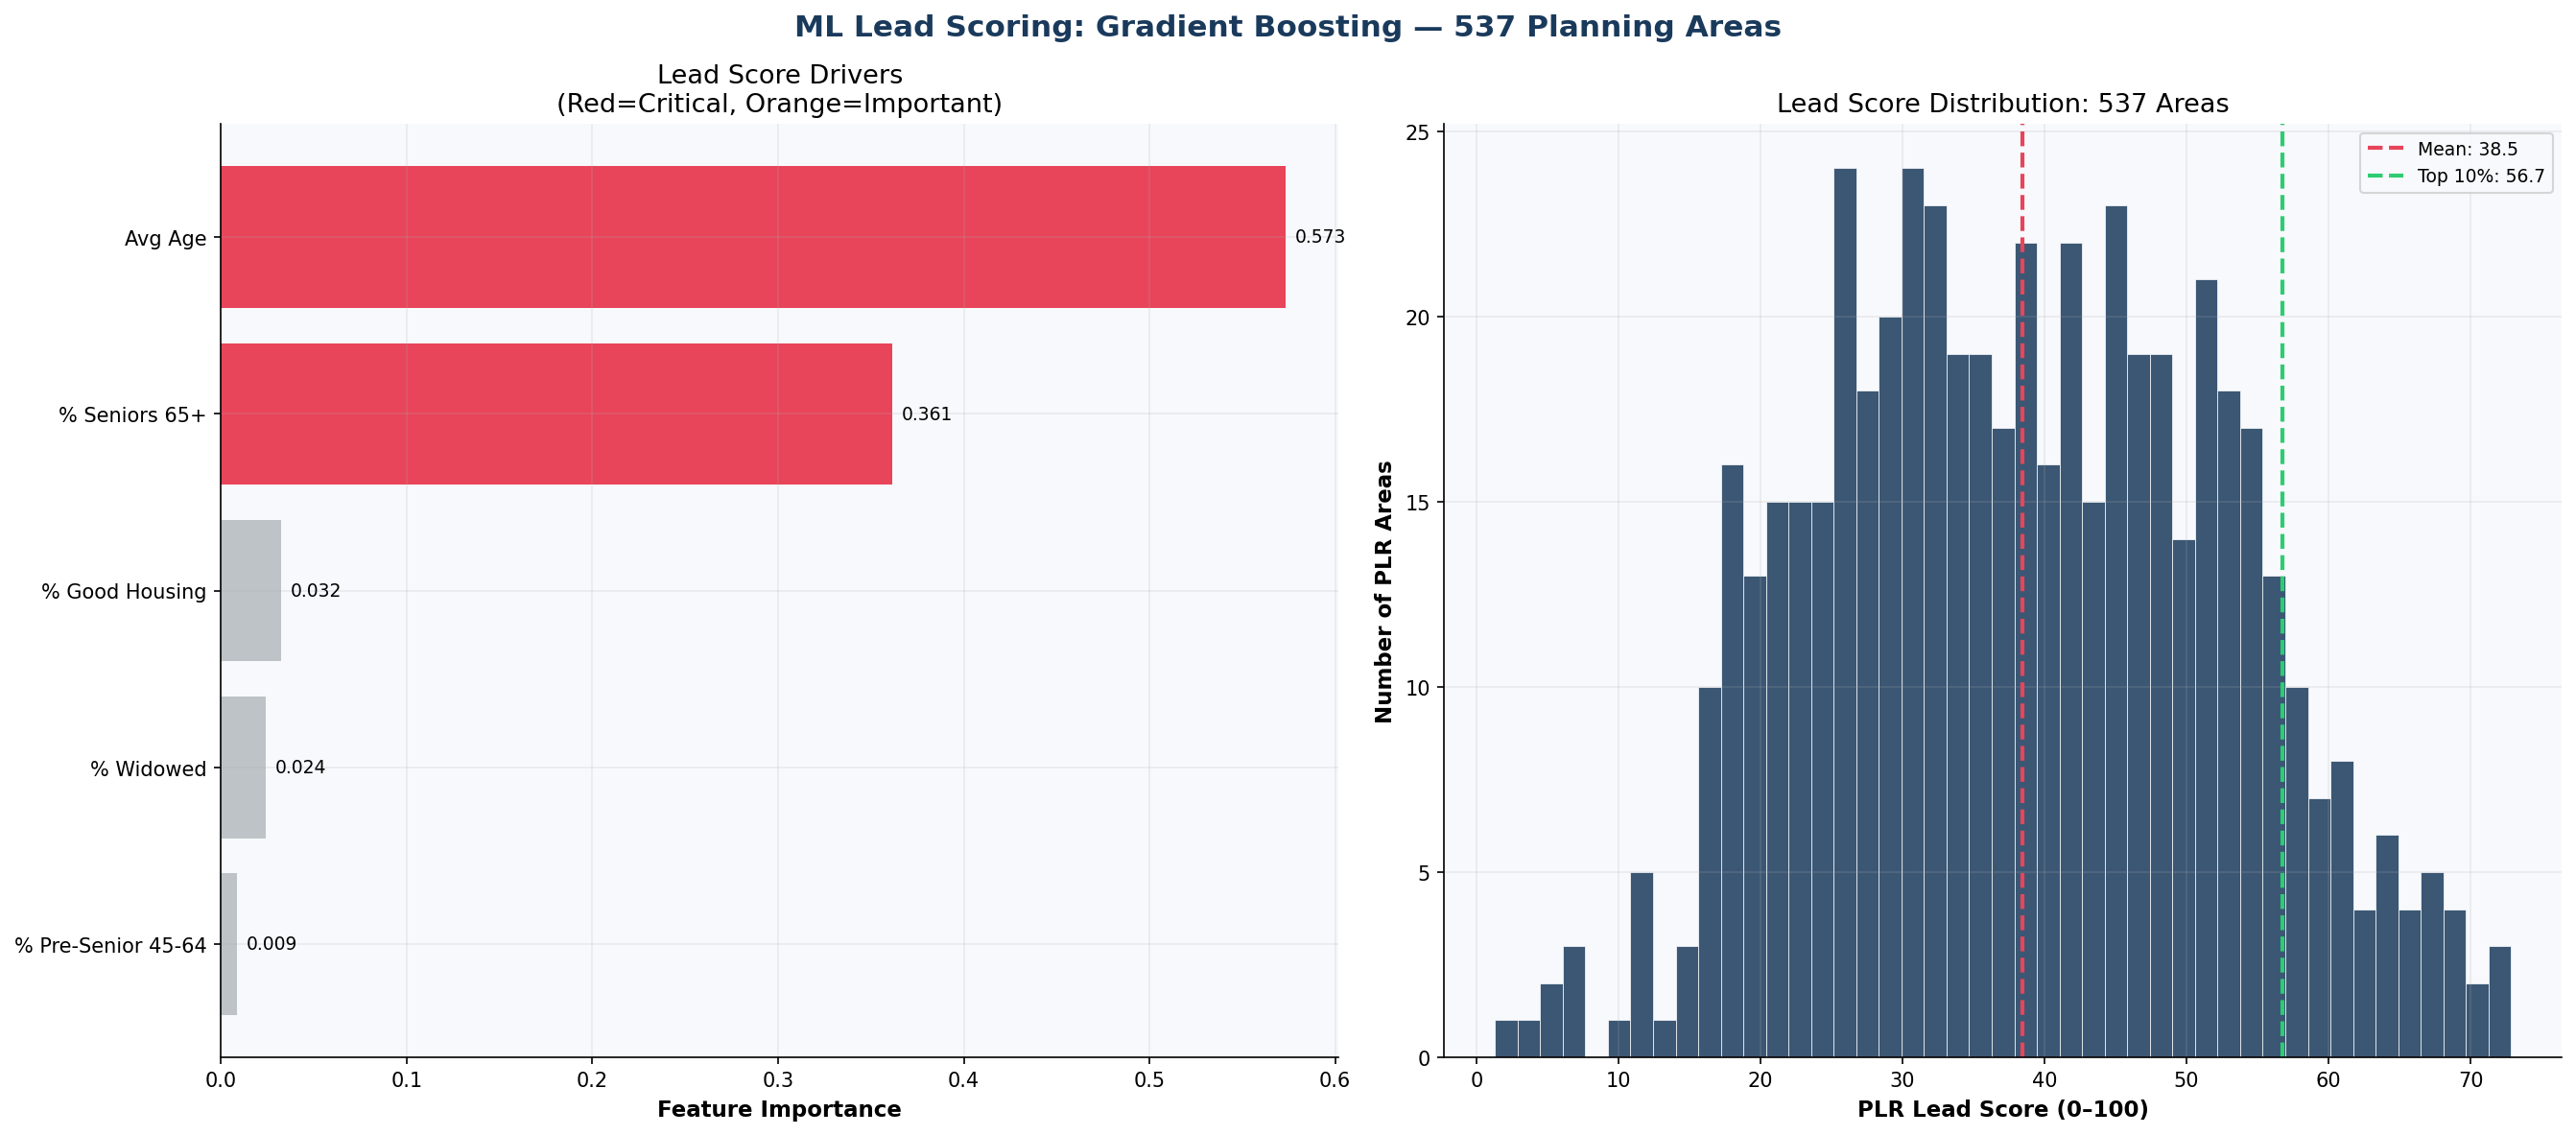 ML Lead Scoring: Gradient Boosting — 537 Planning Areas
Lead Score Drivers
(Red=Critical, Orange=Important)
Avg Age
0.573
% Seniors 65+
0.361
% Good Housing
0.032
% Widowed
0.024
% Pre-Senior 45-64
0.009
0.0 0.1 0.2 0.3 0.4 0.5 0.6
Feature Importance
Lead Score Distribution: 537 Areas
Mean: 38.5
Top 10%: 56.7
25
20
15
10
5
0
Number of PLR Areas
0 10 20 30 40 50 60 70
PLR Lead Score (0–100)